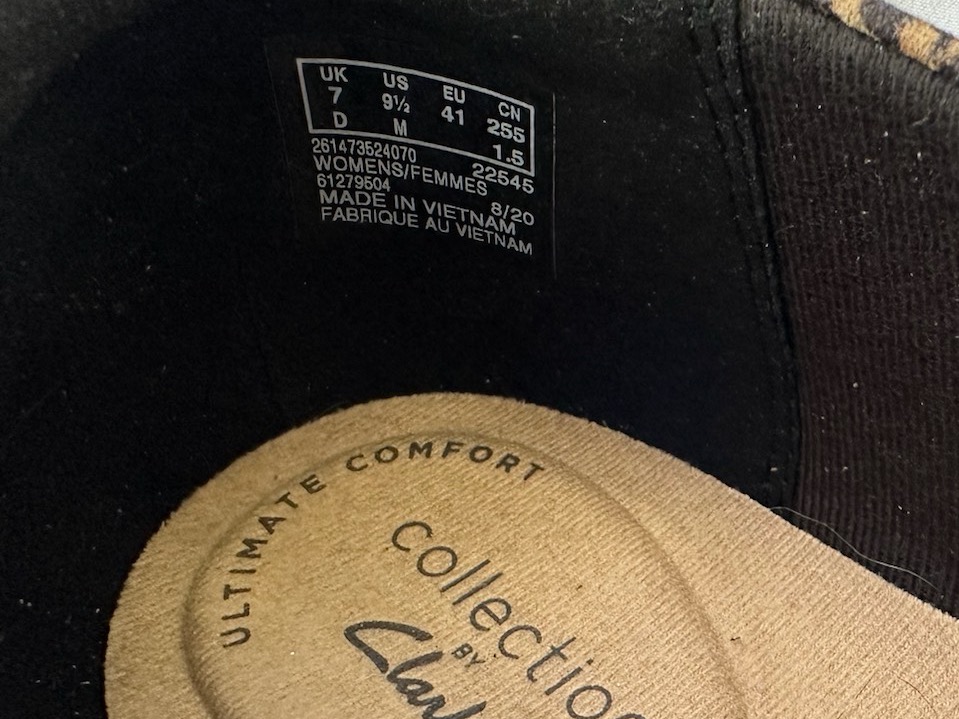 UK US EU CN
7 9½ 41 255
D M 1.5
261473524070 22545
WOMENS/FEMMES
61279504 8/20
MADE IN VIETNAM
FABRIQUE AU VIETNAM
ULTIMATE COMFORT
collection
BY